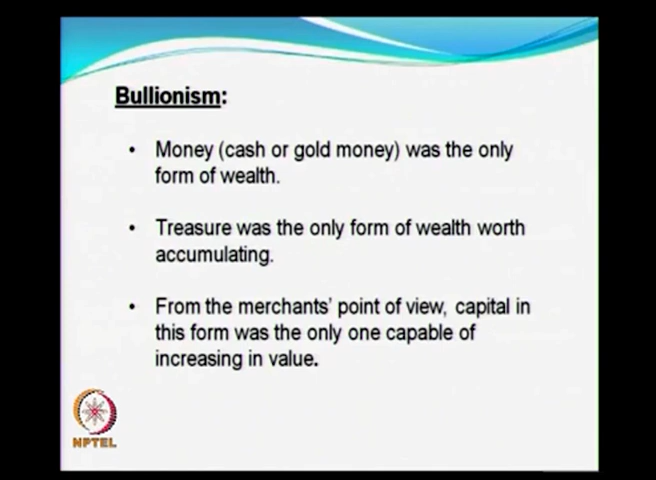 Bullionism:
• Money (cash or gold money) was the only
form of wealth.
• Treasure was the only form of wealth worth
accumulating.
• From the merchants' point of view, capital in
this form was the only one capable of
increasing in value.
NPTEL